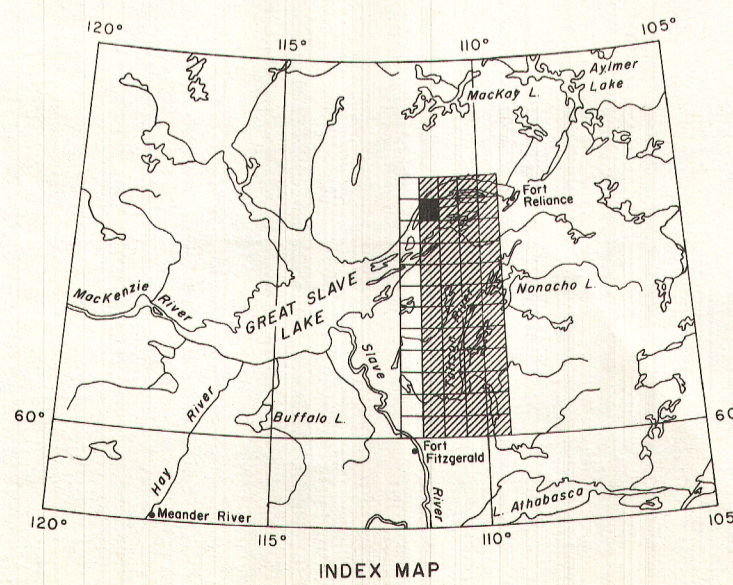 120°
115°
110°
105°
Aylmer
Lake
MacKay L.
Fort
Reliance
MacKenzie
River
GREAT SLAVE
LAKE
Nonacho L.
Slave
River
60°
Hay
River
Buffalo L.
Fort
Fitzgerald
L. Athabasca
Meander River
120°
115°
110°
105
60
INDEX MAP